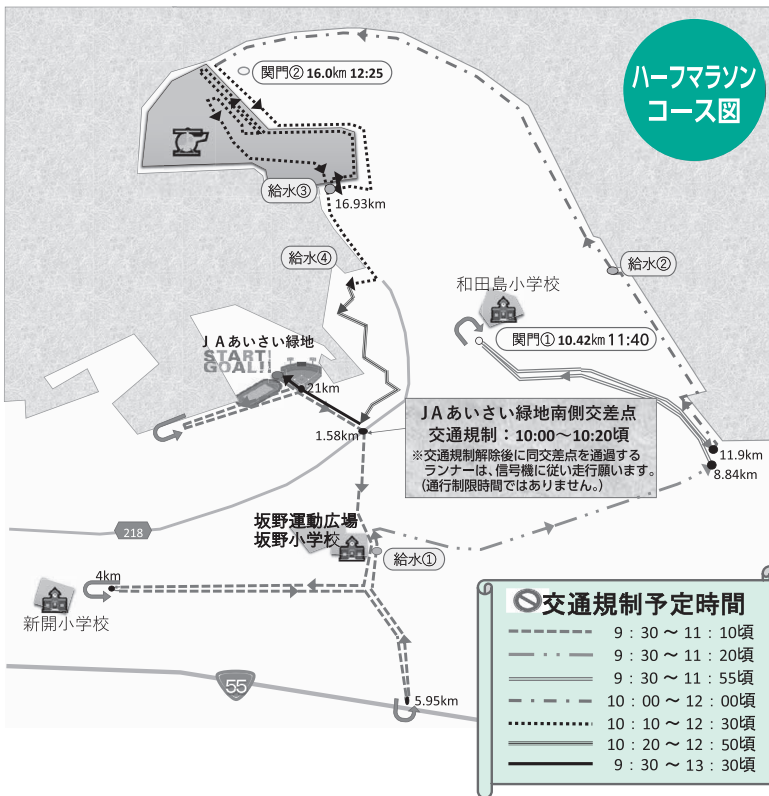 ハーフマラソン
コース図
関門② 16.0km 12:25
給水③
16.93km
給水④
給水②
和田島小学校
関門① 10.42km 11:40
JAあいさい緑地
START!
GOAL!!
21km
1.58km
JAあいさい緑地南側交差点
交通規制：10:00～10:20頃
※交通規制解除後に同交差点を通過する
ランナーは、信号機に従い走行願います。
（通行制限時間ではありません。）
11.9km
8.84km
218
坂野運動広場
坂野小学校
給水①
4km
新開小学校
55
5.95km
交通規制予定時間
9：30～11：10頃
9：30～11：20頃
9：30～11：55頃
10：00～12：00頃
10：10～12：30頃
10：20～12：50頃
9：30～13：30頃